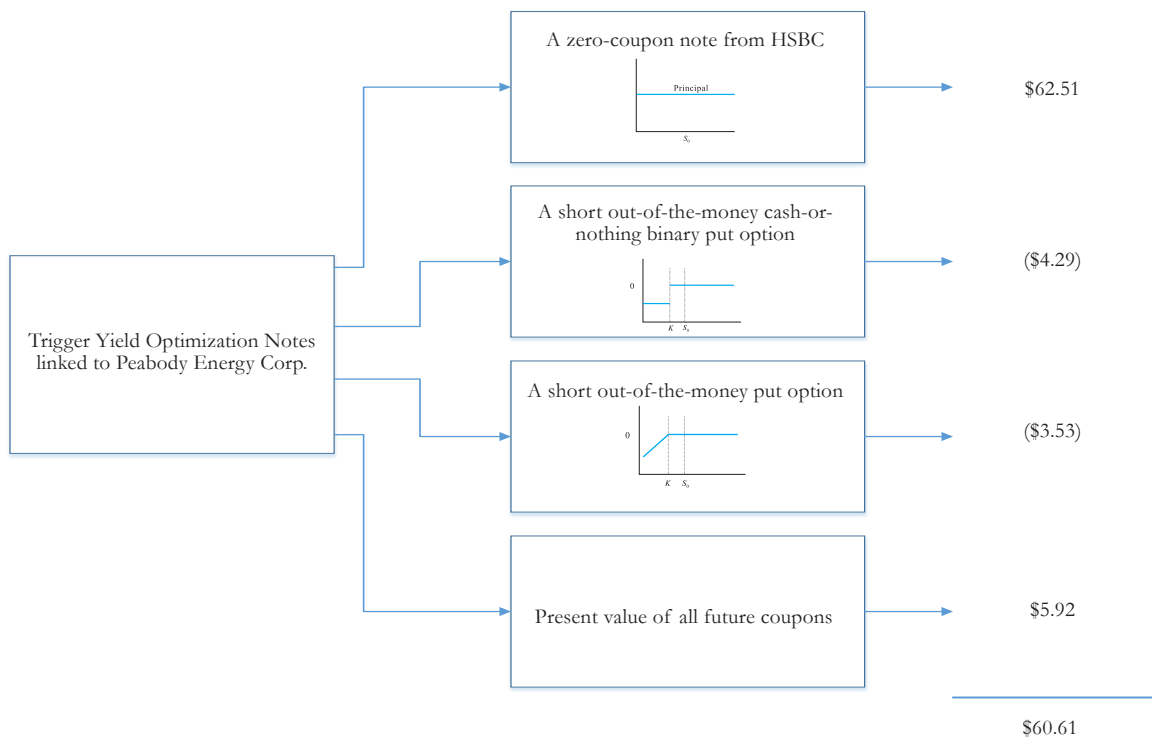 A zero-coupon note from HSBC
Principal
S₀
$62.51
A short out-of-the-money cash-or-
nothing binary put option
0
K S₀
($4.29)
Trigger Yield Optimization Notes
linked to Peabody Energy Corp.
A short out-of-the-money put option
0
K S₀
($3.53)
Present value of all future coupons
$5.92
$60.61